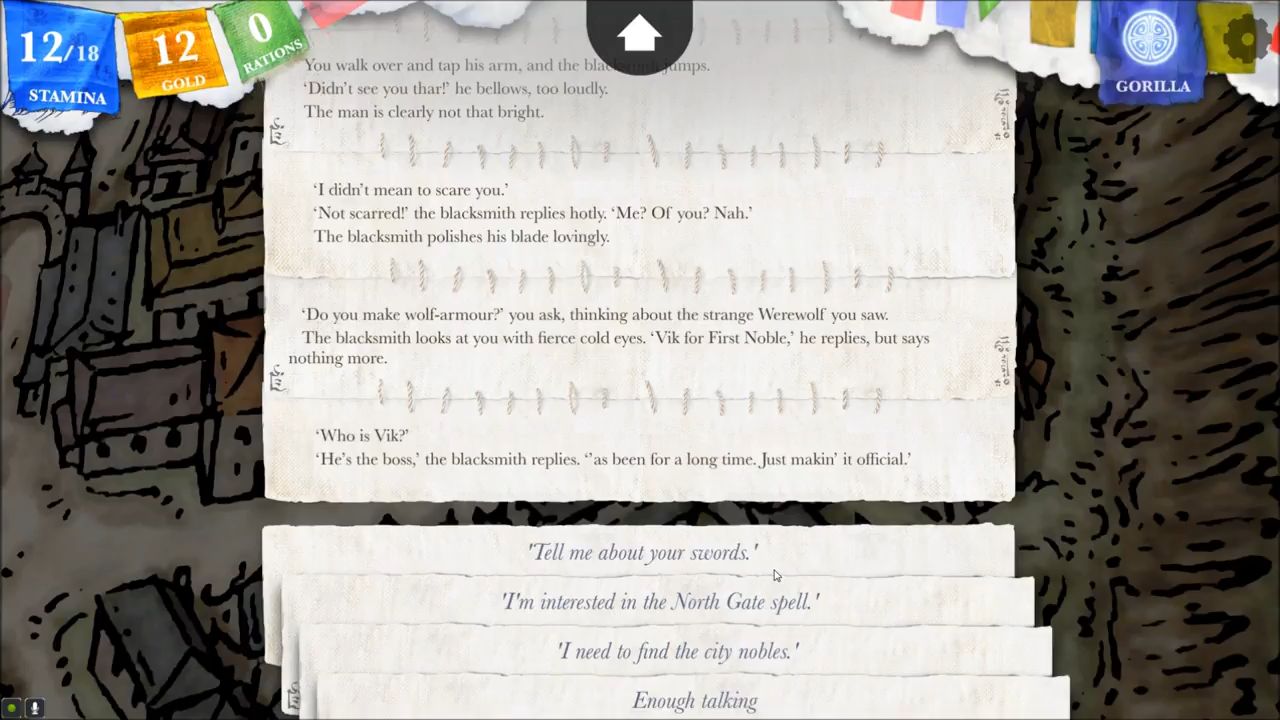 12/18
STAMINA
12
GOLD
0
RATIONS
GORILLA
You walk over and tap his arm, and the blacksmith jumps.
‘Didn’t see you thar!’ he bellows, too loudly.
The man is clearly not that bright.
‘I didn’t mean to scare you.’
‘Not scarred!’ the blacksmith replies hotly. ‘Me? Of you? Nah.’
The blacksmith polishes his blade lovingly.
‘Do you make wolf-armour?’ you ask, thinking about the strange Werewolf you saw.
The blacksmith looks at you with fierce cold eyes. ‘Vik for First Noble,’ he replies, but says
nothing more.
‘Who is Vik?’
‘He’s the boss,’ the blacksmith replies. ‘’as been for a long time. Just makin’ it official.’
'Tell me about your swords.'
'I'm interested in the North Gate spell.'
'I need to find the city nobles.'
Enough talking